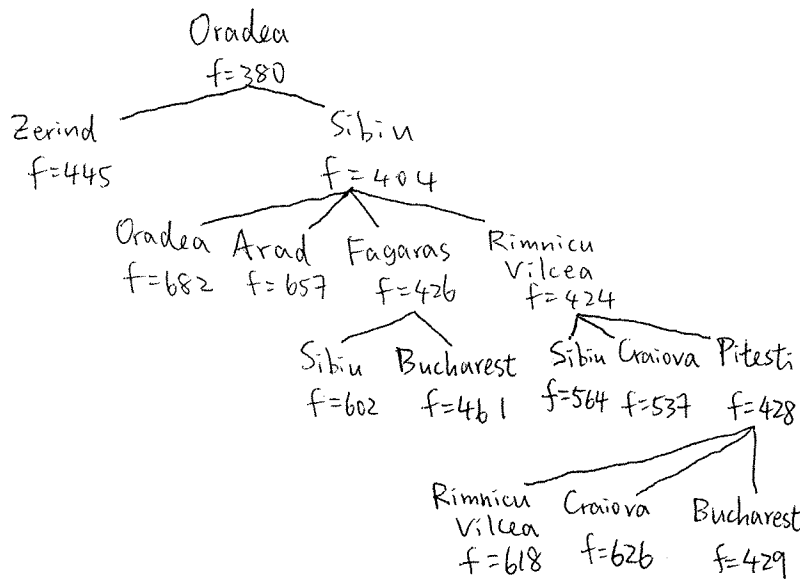 Oradea
f=380
Zerind
f=445
Sibiu
f=404
Oradea
f=682
Arad
f=657
Fagaras
f=426
Rimnicu
Vilcea
f=424
Sibiu
f=602
Bucharest
f=461
Sibiu
f=564
Craiova
f=537
Pitesti
f=428
Rimnicu
Vilcea
f=618
Craiova
f=626
Bucharest
f=429